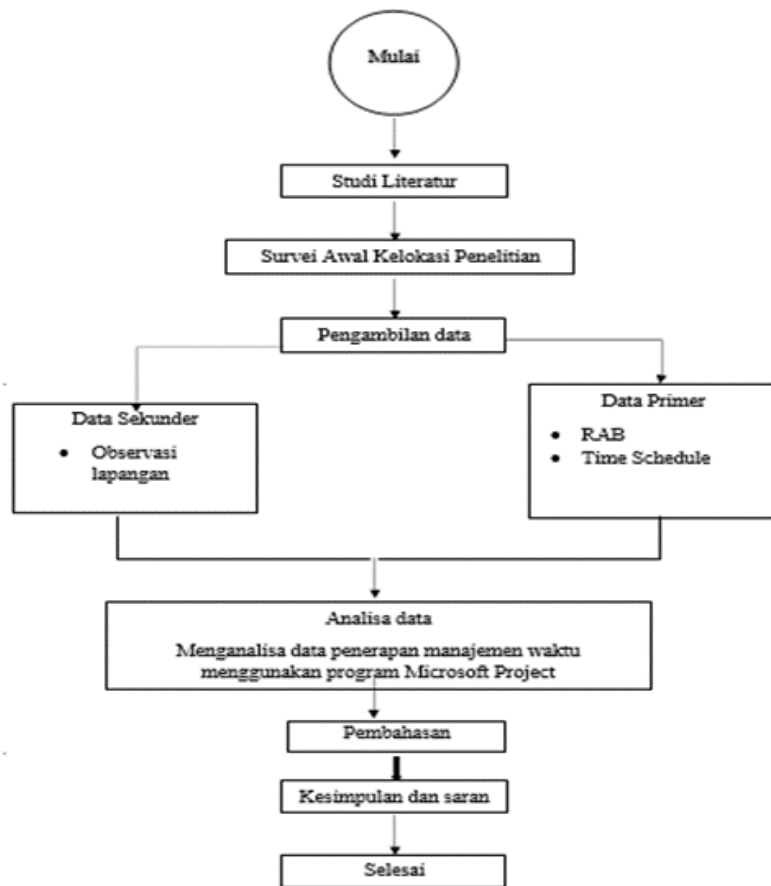 Mulai
Studi Literatur
Survei Awal Kelokasi Penelitian
Pengambilan data
Data Sekunder
• Observasi
lapangan
Data Primer
• RAB
• Time Schedule
Analisa data
Menganalisa data penerapan manajemen waktu
menggunakan program Microsoft Project
Pembahasan
Kesimpulan dan saran
Selesai